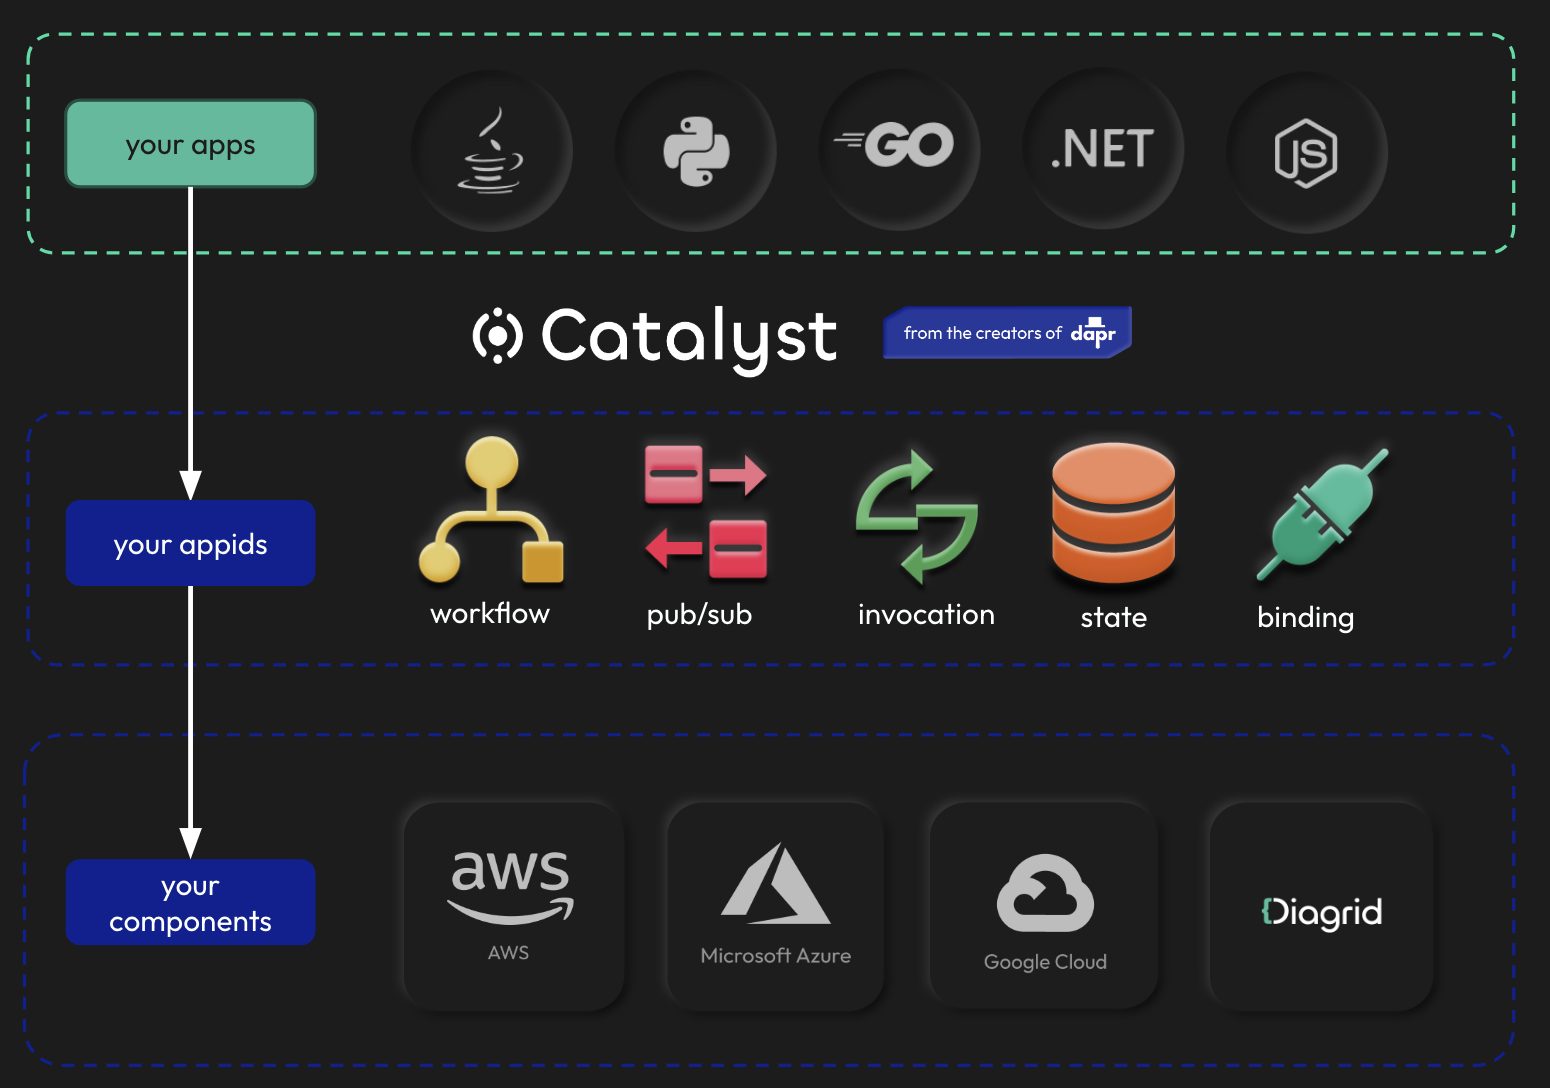 your apps
GO
.NET
JS
Catalyst
from the creators of dapr
your appids
workflow
pub/sub
invocation
state
binding
your
components
aws
AWS
Microsoft Azure
Google Cloud
Diagrid